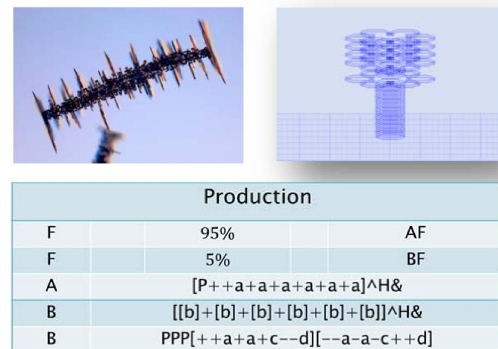 Production
F 95% AF
F 5% BF
A [P++a+a+a+a+a+a]^H&
B [[b]+[b]+[b]+[b]+[b]+[b]]^H&
B PPP[++a+a+c--d][--a-a-c++d]